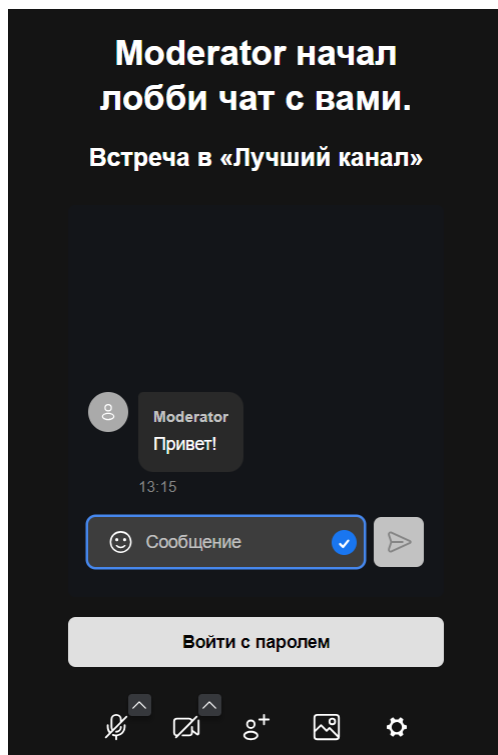 Moderator начал
лобби чат с вами.
Встреча в «Лучший канал»
Moderator
Привет!
13:15
Сообщение
Войти с паролем